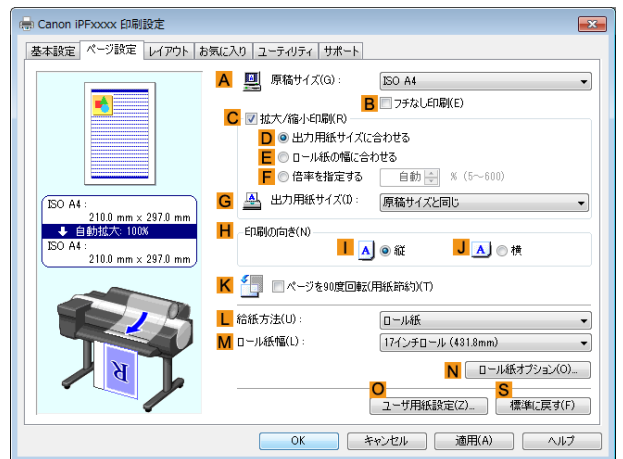 Canon iPFxxxx 印刷設定
基本設定 ページ設定 レイアウト お気に入り ユーティリティ サポート
A 原稿サイズ(G) : ISO A4
B フチなし印刷(E)
C 拡大/縮小印刷(R)
D 出力用紙サイズに合わせる
E ロール紙の幅に合わせる
F 倍率を指定する 自動 % (5～600)
G 出力用紙サイズ(I) : 原稿サイズと同じ
ISO A4 :
210.0 mm × 297.0 mm
自動拡大: 100%
ISO A4 :
210.0 mm × 297.0 mm
H 印刷の向き(N)
I A 縦 J A 横
K ページを90度回転(用紙節約)(T)
L 給紙方法(U) : ロール紙
M ロール紙幅(L) : 17インチロール (431.8mm)
R
N ロール紙オプション(O)...
O S
ユーザ用紙設定(Z)... 標準に戻す(F)
OK キャンセル 適用(A) ヘルプ